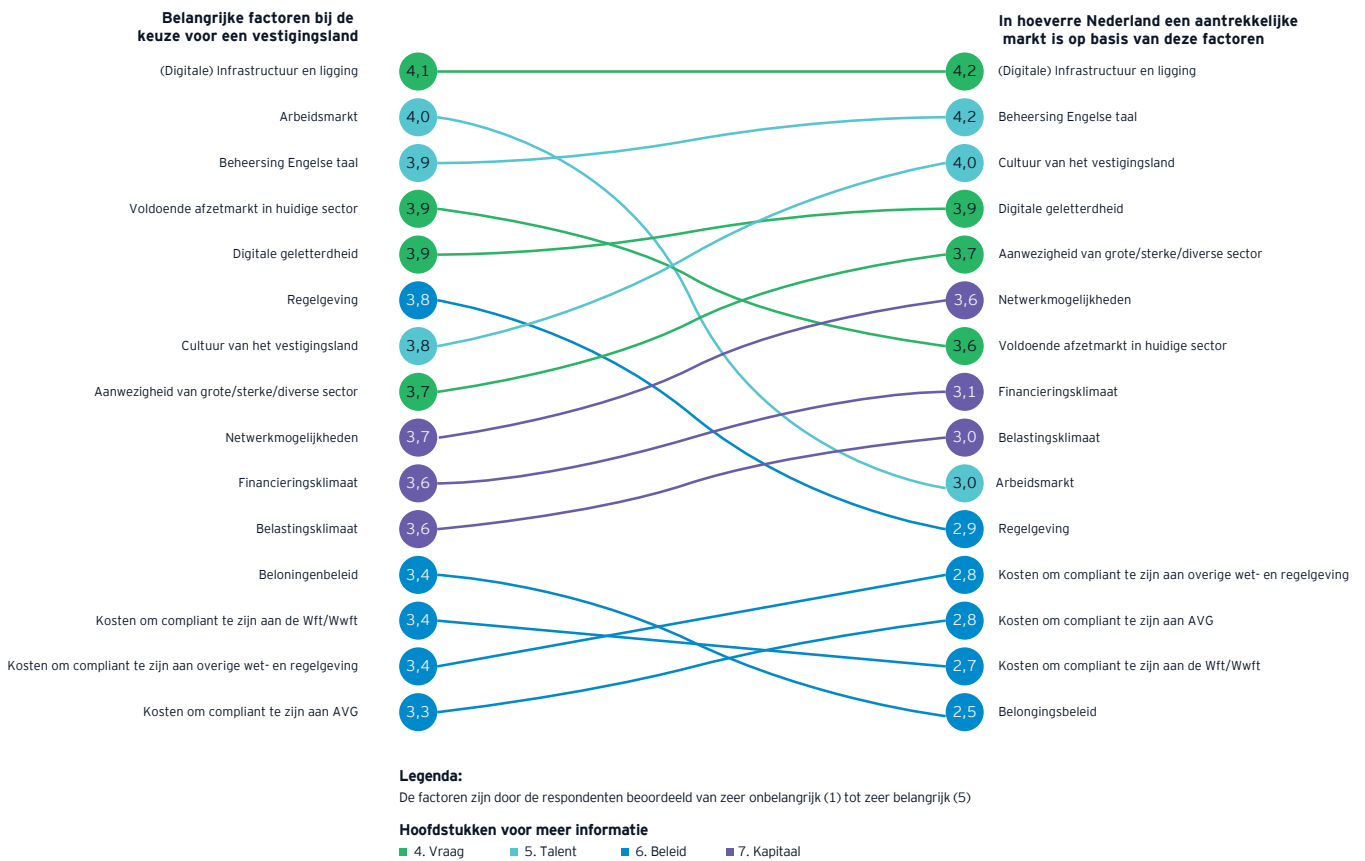 Belangrijke factoren bij de
keuze voor een vestigingsland
In hoeverre Nederland een aantrekkelijke
markt is op basis van deze factoren
(Digitale) Infrastructuur en ligging 4,1 4,2 (Digitale) Infrastructuur en ligging
Arbeidsmarkt 4,0 4,2 Beheersing Engelse taal
Beheersing Engelse taal 3,9 4,0 Cultuur van het vestigingsland
Voldoende afzetmarkt in huidige sector 3,9 3,9 Digitale geletterdheid
Digitale geletterdheid 3,9 3,7 Aanwezigheid van grote/sterke/diverse sector
Regelgeving 3,8 3,6 Netwerkmogelijkheden
Cultuur van het vestigingsland 3,8 3,6 Voldoende afzetmarkt in huidige sector
Aanwezigheid van grote/sterke/diverse sector 3,7 3,1 Financieringsklimaat
Netwerkmogelijkheden 3,7 3,0 Belastingsklimaat
Financieringsklimaat 3,6 3,0 Arbeidsmarkt
Belastingsklimaat 3,6 2,9 Regelgeving
Beloningenbeleid 3,4 2,8 Kosten om compliant te zijn aan overige wet- en regelgeving
Kosten om compliant te zijn aan de Wft/Wwft 3,4 2,8 Kosten om compliant te zijn aan AVG
Kosten om compliant te zijn aan overige wet- en regelgeving 3,4 2,7 Kosten om compliant te zijn aan de Wft/Wwft
Kosten om compliant te zijn aan AVG 3,3 2,5 Belongingsbeleid
Legenda:
De factoren zijn door de respondenten beoordeeld van zeer onbelangrijk (1) tot zeer belangrijk (5)
Hoofdstukken voor meer informatie
4. Vraag 5. Talent 6. Beleid 7. Kapitaal